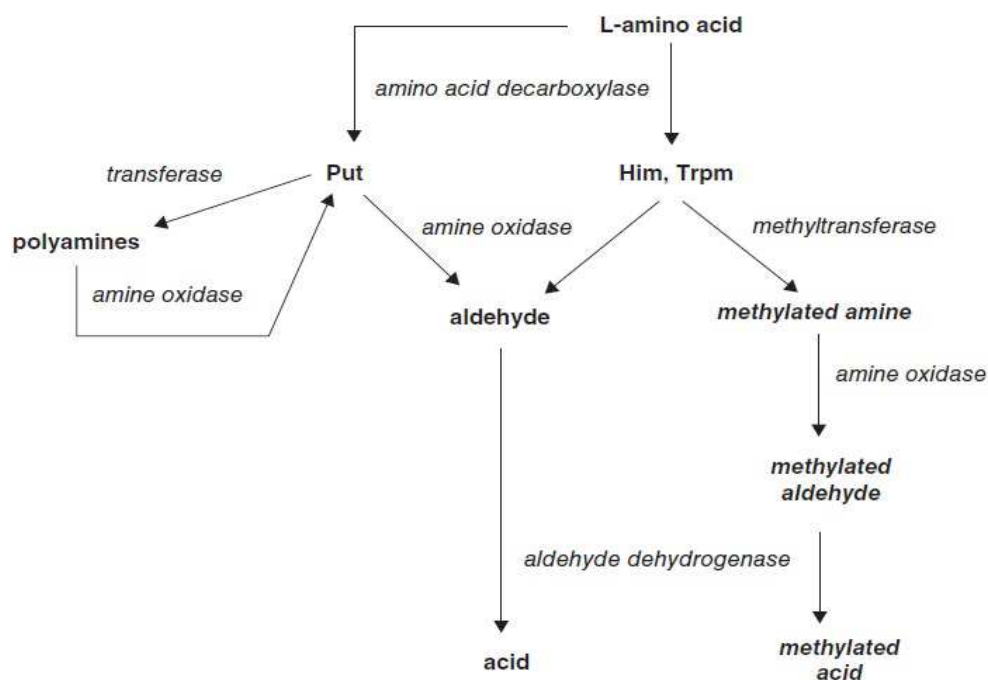 L-amino acid
amino acid decarboxylase
transferase
Put
Him, Trpm
polyamines
amine oxidase
methyltransferase
amine oxidase
aldehyde
methylated amine
amine oxidase
methylated
aldehyde
aldehyde dehydrogenase
acid
methylated
acid